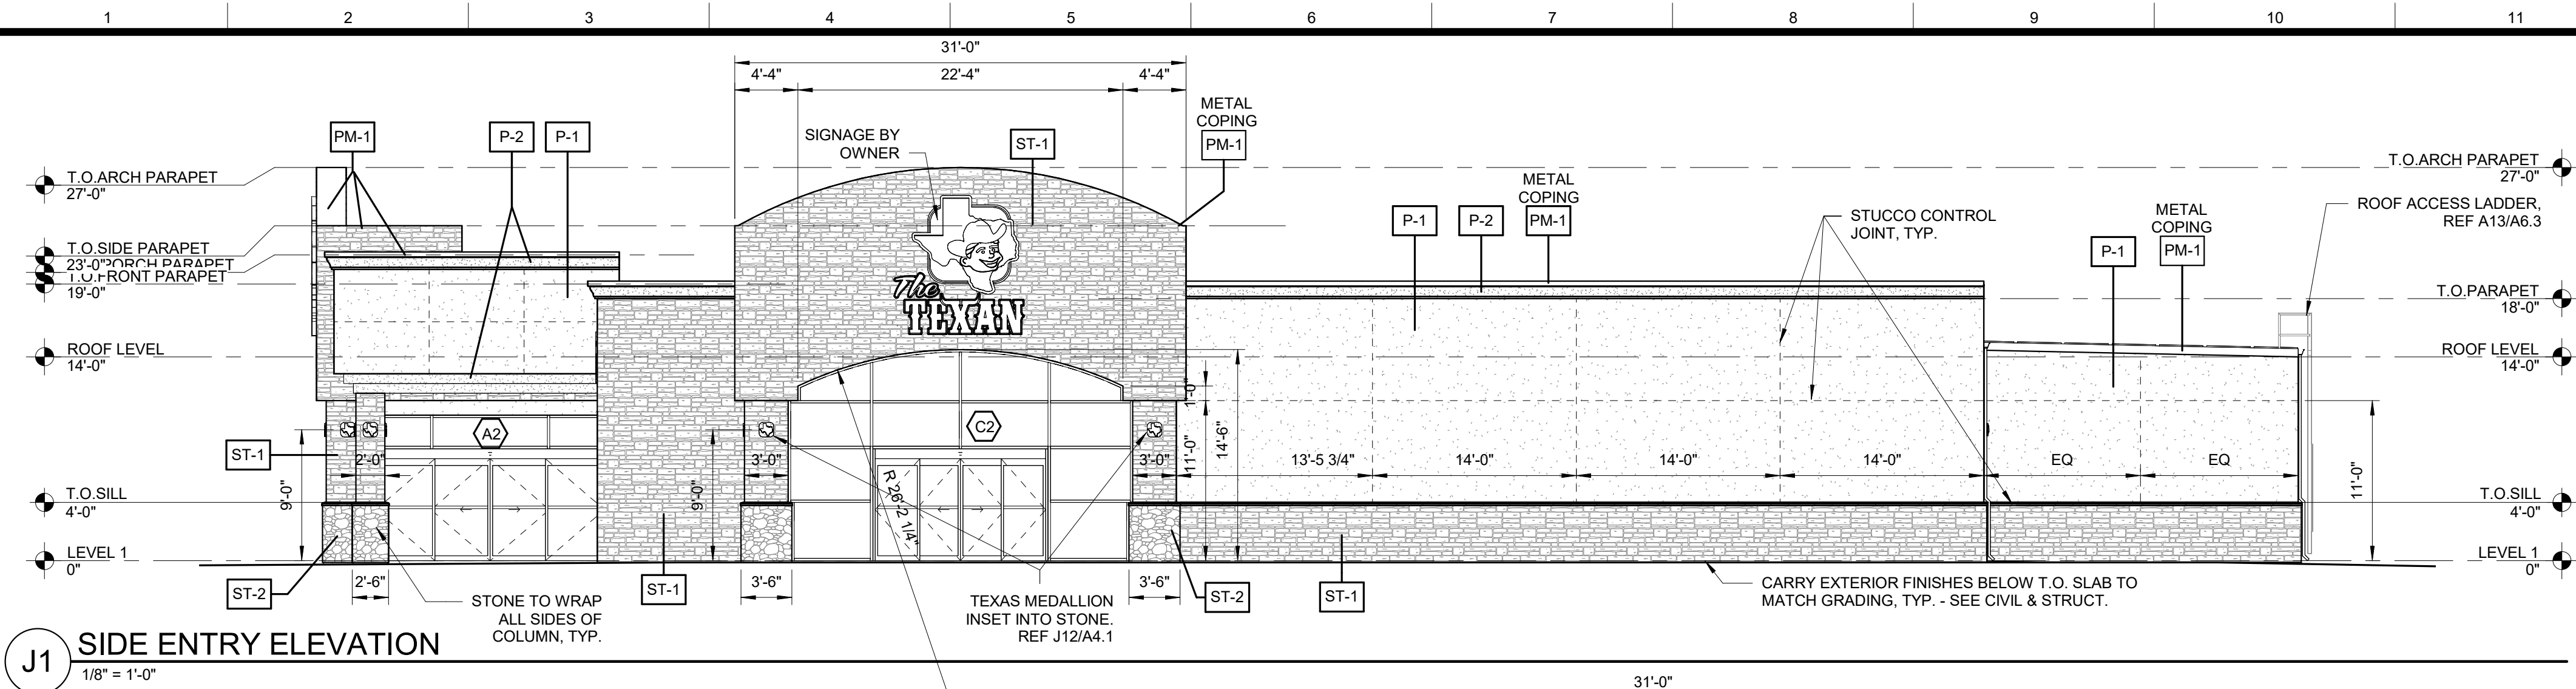 1 2 3 4 5 6 7 8 9 10 11
31'-0"
4'-4" 22'-4" 4'-4"
PM-1
P-2
P-1
SIGNAGE BY
OWNER
ST-1
METAL
COPING
PM-1
T.O.ARCH PARAPET
27'-0"
T.O.SIDE PARAPET
23'-0"
PORCH PARAPET
T.O.FRONT PARAPET
19'-0"
ROOF LEVEL
14'-0"
T.O.SILL
4'-0"
LEVEL 1
0"
The
TEXAN
P-1
P-2
METAL
COPING
PM-1
STUCCO CONTROL
JOINT, TYP.
P-1
METAL
COPING
PM-1
T.O.ARCH PARAPET
27'-0"
ROOF ACCESS LADDER,
REF A13/A6.3
T.O.PARAPET
18'-0"
ROOF LEVEL
14'-0"
T.O.SILL
4'-0"
LEVEL 1
0"
A2
C2
ST-1
9'-0"
2'-0"
9'-0"
3'-0"
R 26'-2 1/4"
3'-0"
1'-0"
11'-0"
14'-6"
13'-5 3/4" 14'-0" 14'-0" 14'-0" EQ EQ
11'-0"
ST-2
2'-6"
STONE TO WRAP
ALL SIDES OF
COLUMN, TYP.
ST-1
3'-6"
TEXAS MEDALLION
INSET INTO STONE.
REF J12/A4.1
3'-6"
ST-2
ST-1
CARRY EXTERIOR FINISHES BELOW T.O. SLAB TO
MATCH GRADING, TYP. - SEE CIVIL & STRUCT.
J1
SIDE ENTRY ELEVATION
1/8" = 1'-0"
31'-0"